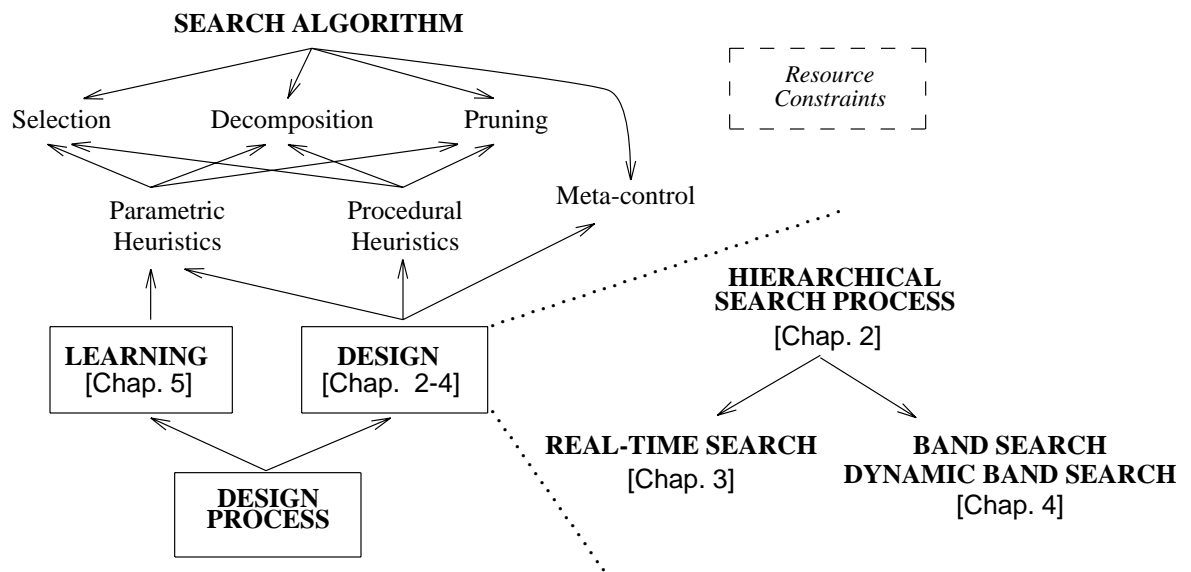 SEARCH ALGORITHM
Resource
Constraints
Selection
Decomposition
Pruning
Meta-control
Parametric
Heuristics
Procedural
Heuristics
HIERARCHICAL
SEARCH PROCESS
[Chap. 2]
LEARNING
[Chap. 5]
DESIGN
[Chap. 2-4]
REAL-TIME SEARCH
[Chap. 3]
BAND SEARCH
DYNAMIC BAND SEARCH
[Chap. 4]
DESIGN
PROCESS